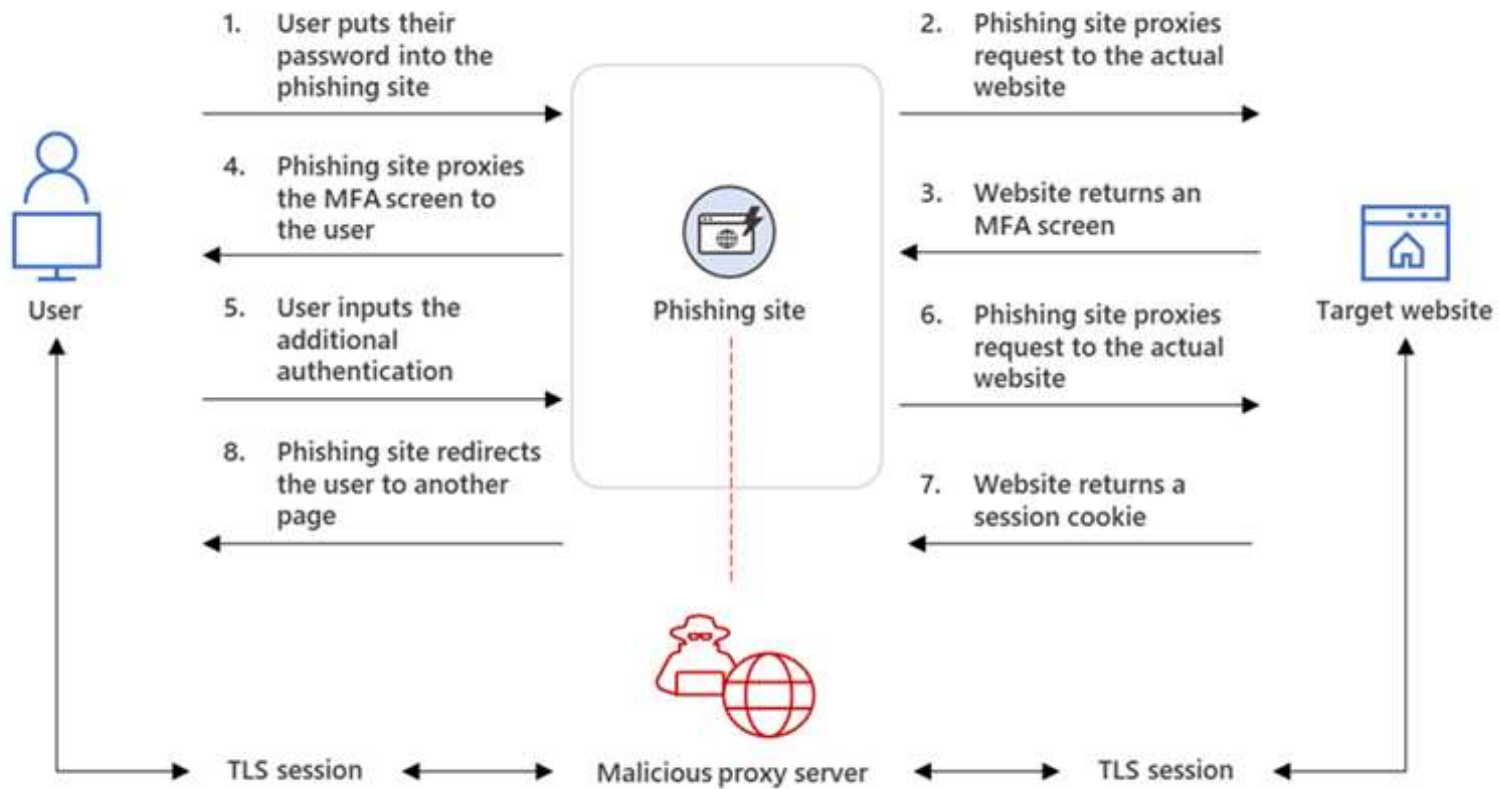 1. User puts their
password into the
phishing site
2. Phishing site proxies
request to the actual
website
4. Phishing site proxies
the MFA screen to
the user
3. Website returns an
MFA screen
User
Phishing site
Target website
5. User inputs the
additional
authentication
6. Phishing site proxies
request to the actual
website
8. Phishing site redirects
the user to another
page
7. Website returns a
session cookie
TLS session
Malicious proxy server
TLS session